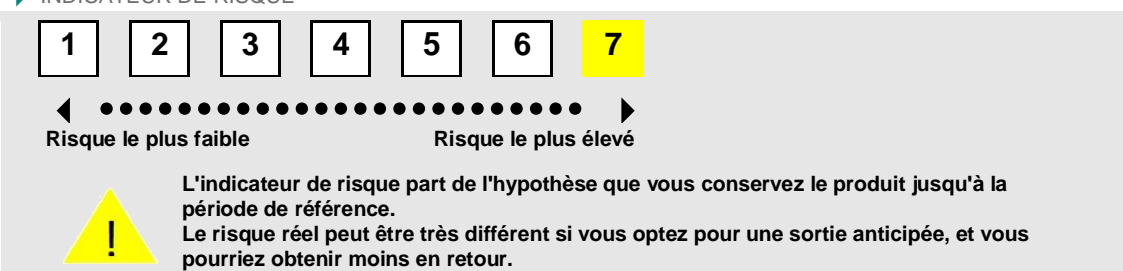 INDICATEUR DE RISQUE
1 2 3 4 5 6 7
Risque le plus faible Risque le plus élevé
L'indicateur de risque part de l'hypothèse que vous conservez le produit jusqu'à la
période de référence.
Le risque réel peut être très différent si vous optez pour une sortie anticipée, et vous
pourriez obtenir moins en retour.
!